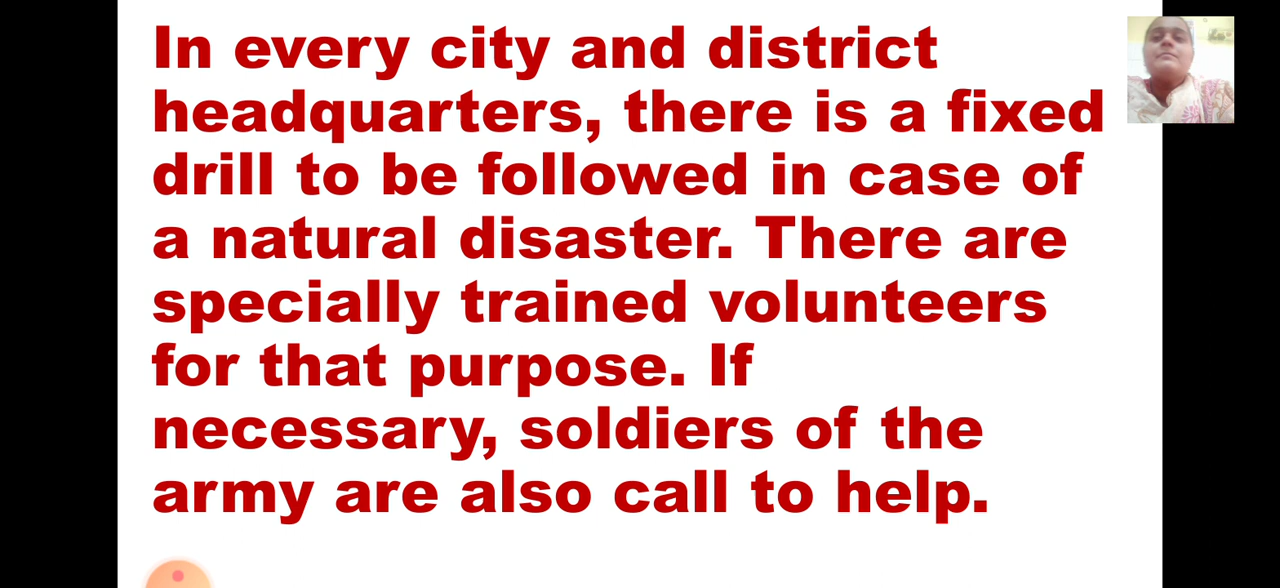 In every city and district
headquarters, there is a fixed
drill to be followed in case of
a natural disaster. There are
specially trained volunteers
for that purpose. If
necessary, soldiers of the
army are also call to help.